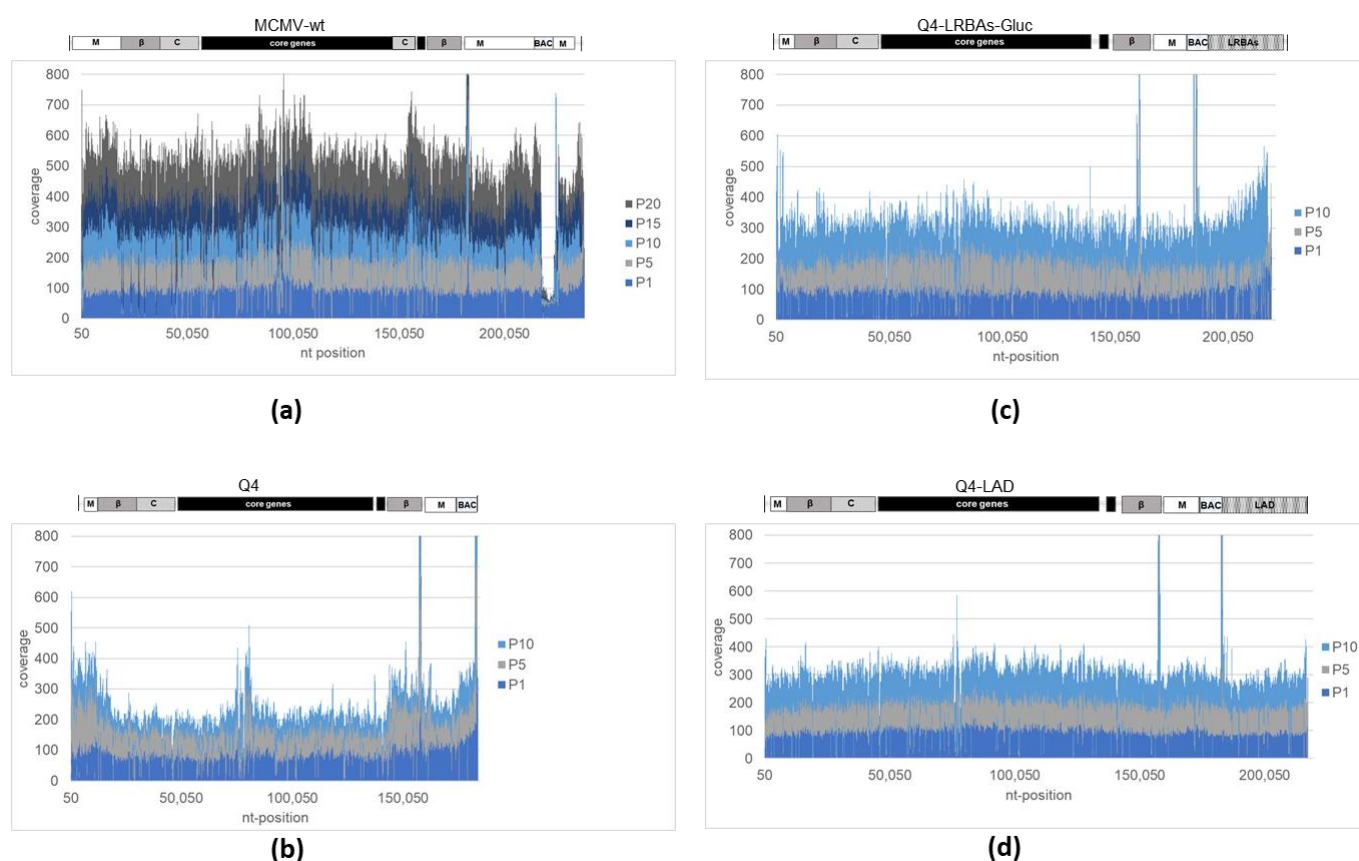 MCMV-wt
M β C core genes C β M BAC M
800
700
600
500
400
300
200
100
0
coverage
50 50,050 100,050 150,050 200,050
nt position
P20
P15
P10
P5
P1
(a)
Q4-LRBAs-Gluc
M β C core genes β M BAC LRBAs
800
700
600
500
400
300
200
100
0
coverage
50 50,050 100,050 150,050 200,050
nt-position
P10
P5
P1
(c)
Q4
M β C core genes β M BAC
800
700
600
500
400
300
200
100
0
coverage
50 50,050 100,050 150,050
nt-position
P10
P5
P1
(b)
Q4-LAD
M β C core genes β M BAC LAD
800
700
600
500
400
300
200
100
0
coverage
50 50,050 100,050 150,050 200,050
nt-position
P10
P5
P1
(d)